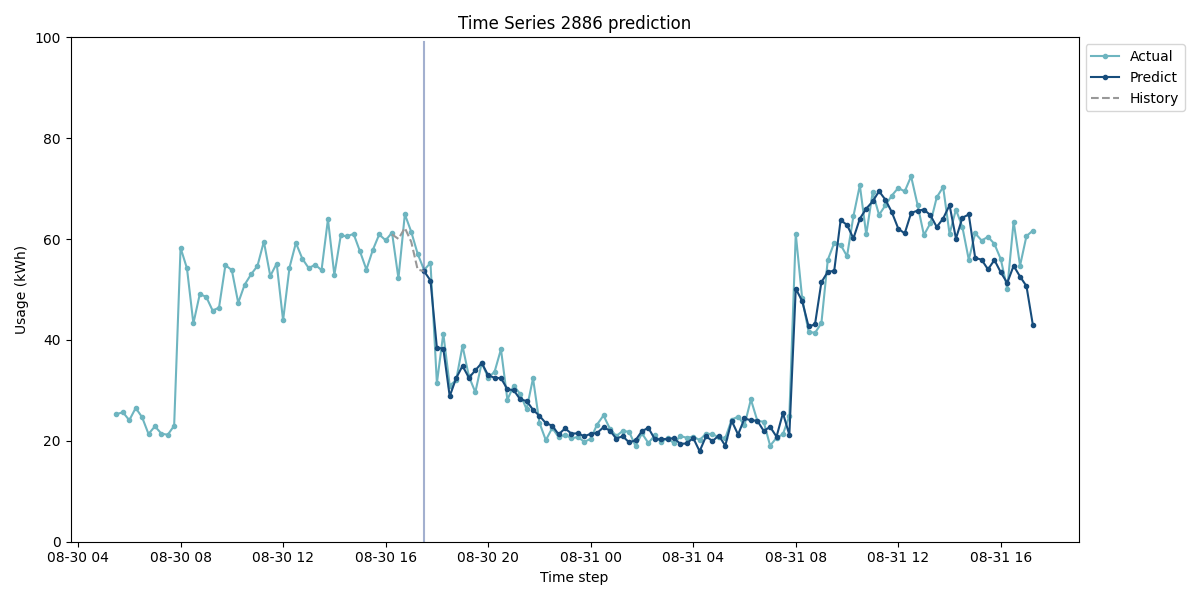 Time Series 2886 prediction
100
80
60
40
20
0
Usage (kWh)
08-30 04
08-30 08
08-30 12
08-30 16
08-30 20
08-31 00
08-31 04
08-31 08
08-31 12
08-31 16
Time step
Actual
Predict
History